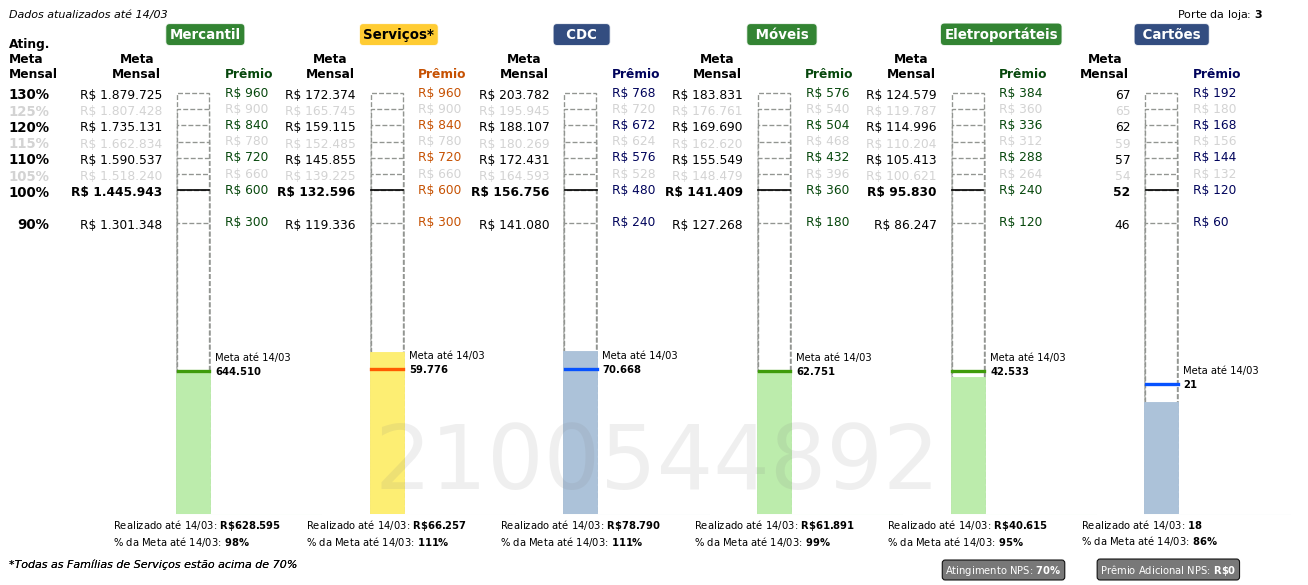 Dados atualizados até 14/03 Porte da loja: 3
Mercantil Serviços* CDC Móveis Eletroportáteis Cartões
Ating.
Meta Meta Meta Meta Meta Meta Meta
Mensal Mensal Prêmio Mensal Prêmio Mensal Prêmio Mensal Prêmio Mensal Prêmio Mensal Prêmio
130% R$ 1.879.725 R$ 960 R$ 172.374 R$ 960 R$ 203.782 R$ 768 R$ 183.831 R$ 576 R$ 124.579 R$ 384 67 R$ 192
125% R$ 1.807.428 R$ 900 R$ 165.745 R$ 900 R$ 195.945 R$ 720 R$ 176.761 R$ 540 R$ 119.787 R$ 360 65 R$ 180
120% R$ 1.735.131 R$ 840 R$ 159.115 R$ 840 R$ 188.107 R$ 672 R$ 169.690 R$ 504 R$ 114.996 R$ 336 62 R$ 168
115% R$ 1.662.834 R$ 780 R$ 152.485 R$ 780 R$ 180.269 R$ 624 R$ 162.620 R$ 468 R$ 110.204 R$ 312 59 R$ 156
110% R$ 1.590.537 R$ 720 R$ 145.855 R$ 720 R$ 172.431 R$ 576 R$ 155.549 R$ 432 R$ 105.413 R$ 288 57 R$ 144
105% R$ 1.518.240 R$ 660 R$ 139.225 R$ 660 R$ 164.593 R$ 528 R$ 148.479 R$ 396 R$ 100.621 R$ 264 54 R$ 132
100% R$ 1.445.943 R$ 600 R$ 132.596 R$ 600 R$ 156.756 R$ 480 R$ 141.409 R$ 360 R$ 95.830 R$ 240 52 R$ 120
90% R$ 1.301.348 R$ 300 R$ 119.336 R$ 300 R$ 141.080 R$ 240 R$ 127.268 R$ 180 R$ 86.247 R$ 120 46 R$ 60
Meta até 14/03 Meta até 14/03 Meta até 14/03 Meta até 14/03 Meta até 14/03 Meta até 14/03
644.510 59.776 70.668 62.751 42.533 21
2100544892
Realizado até 14/03: R$628.595 Realizado até 14/03: R$66.257 Realizado até 14/03: R$78.790 Realizado até 14/03: R$61.891 Realizado até 14/03: R$40.615 Realizado até 14/03: 18
% da Meta até 14/03: 98% % da Meta até 14/03: 111% % da Meta até 14/03: 111% % da Meta até 14/03: 99% % da Meta até 14/03: 95% % da Meta até 14/03: 86%
*Todas as Famílias de Serviços estão acima de 70% Atingimento NPS: 70% Prêmio Adicional NPS: R$0